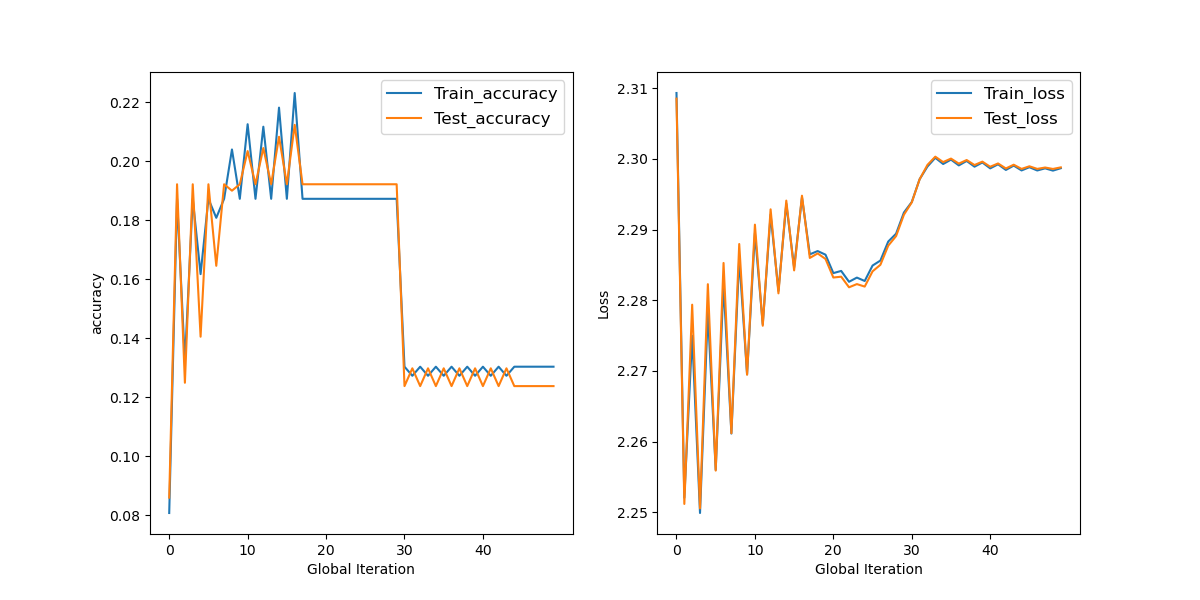 Train_accuracy
Test_accuracy
0.22
0.20
0.18
0.16
0.14
0.12
0.10
0.08
accuracy
0 10 20 30 40
Global Iteration
Train_loss
Test_loss
2.31
2.30
2.29
2.28
2.27
2.26
2.25
Loss
0 10 20 30 40
Global Iteration